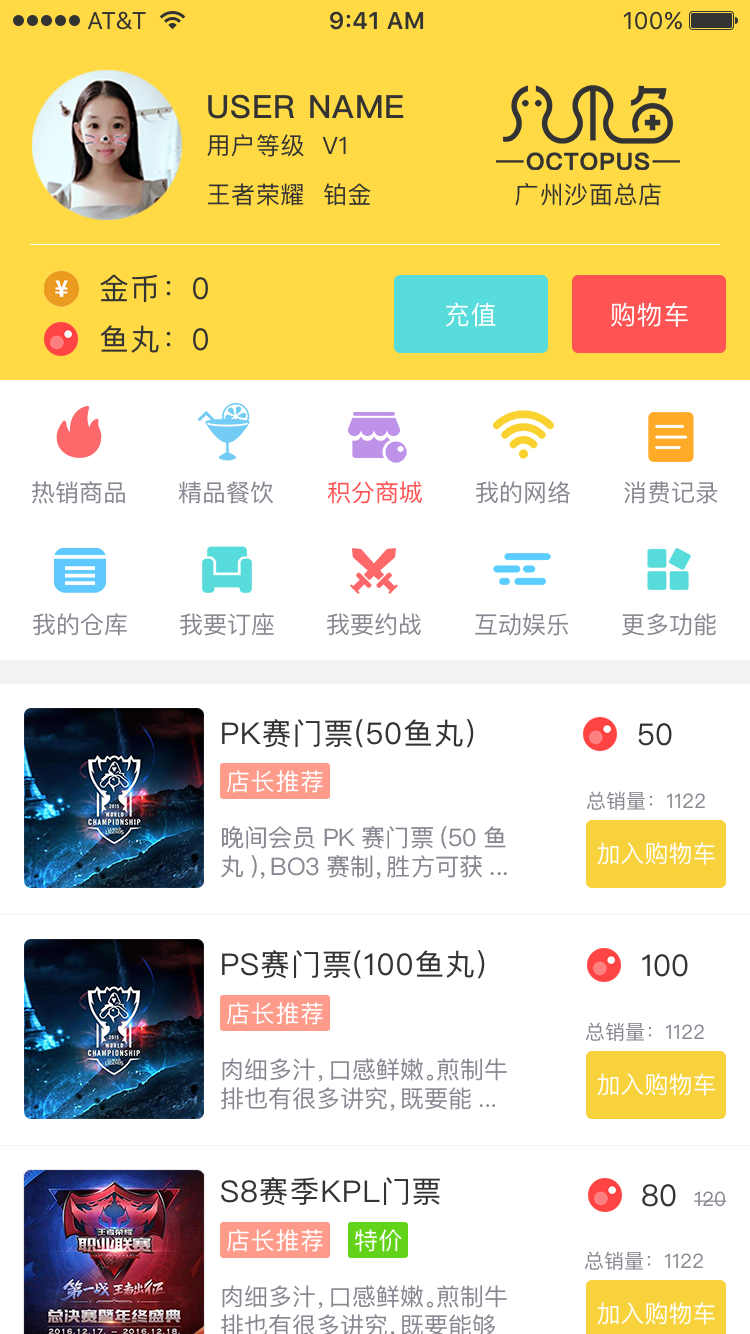 AT&T 9:41 AM 100%
USER NAME
用户等级 V1
王者荣耀 铂金
OCTOPUS
广州沙面总店
¥ 金币：0
鱼丸：0
充值
购物车
热销商品 精品餐饮 积分商城 我的网络 消费记录
我的仓库 我要订座 我要约战 互动娱乐 更多功能
2015
WORLD
CHAMPIONSHIP
PK赛门票(50鱼丸)
50
店长推荐
总销量：1122
晚间会员 PK 赛门票 (50 鱼
丸 ), BO3 赛制, 胜方可获 ...
加入购物车
2015
WORLD
CHAMPIONSHIP
PS赛门票(100鱼丸)
100
店长推荐
总销量：1122
肉细多汁, 口感鲜嫩。煎制牛
排也有很多讲究, 既要能 ...
加入购物车
王者荣耀
职业联赛
第一战 王者出征
总决赛暨年终盛典
2016.12.17. - 2016.12.18.
S8赛季KPL门票
80 120
店长推荐 特价
总销量：1122
肉细多汁, 口感鲜嫩。煎制牛
排也有很多讲究, 既要能够
加入购物车